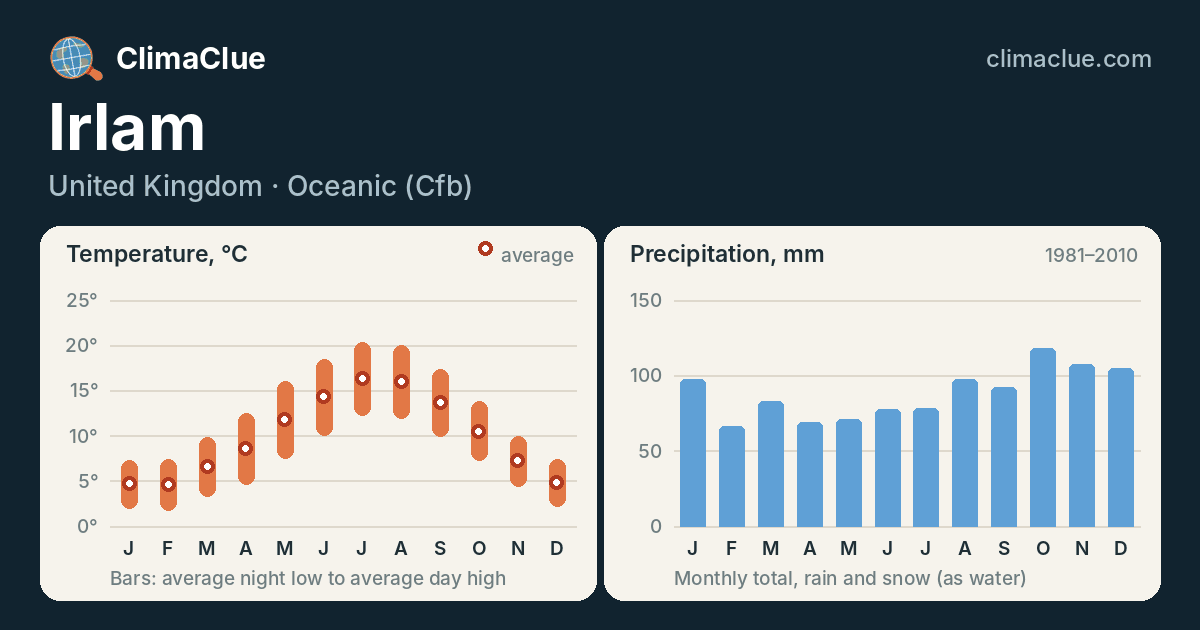 ClimaClue
climaclue.com
Irlam
United Kingdom · Oceanic (Cfb)
Temperature, °C
average
25°
20°
15°
10°
5°
0°
J F M A M J J A S O N D
Bars: average night low to average day high
Precipitation, mm
1981–2010
150
100
50
0
J F M A M J J A S O N D
Monthly total, rain and snow (as water)